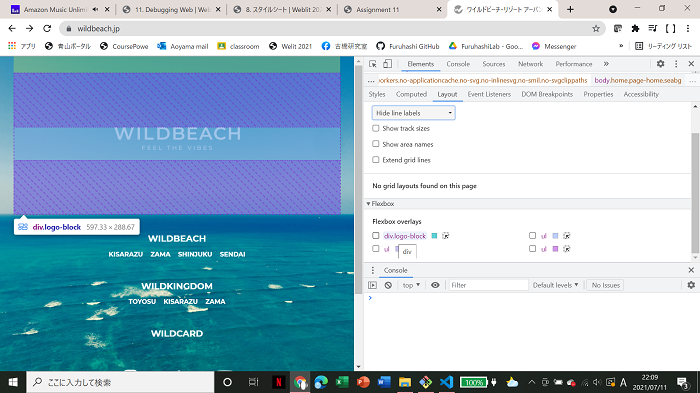 Amazon Music Unlim
11. Debugging Web | Welit
8. スタイルシート | Weblit 20
Assignment 11
ワイルドビーチ・リゾート アーバン
wildbeach.jp
アプリ 青山ポータル CoursePowe Aoyama mail classroom Welit 2021 古橋研究室 Furuhashi GitHub FuruhashiLab - Goo... Messenger » リーディング リスト
Elements Console Sources Network Performance »
... orkers.no-applicationcache.no-svg.no-inlinesvg.no-smil.no-svgclippaths body.home.page-home.seabg ...
Styles Computed Layout Event Listeners DOM Breakpoints Properties Accessibility
Hide line labels
Show track sizes
Show area names
Extend grid lines
No grid layouts found on this page
Flexbox
Flexbox overlays
div.logo-block ul
ul ul
div
WILDBEACH
FEEL THE VIBES
div.logo-block 597.33 × 288.67
WILDBEACH
KISARAZU ZAMA SHINJUKU SENDAI
WILDKINGDOM
TOYOSU KISARAZU ZAMA
WILDCARD
Console
top Filter Default levels No Issues
ここに入力して検索
100%
A
22:09
2021/07/11